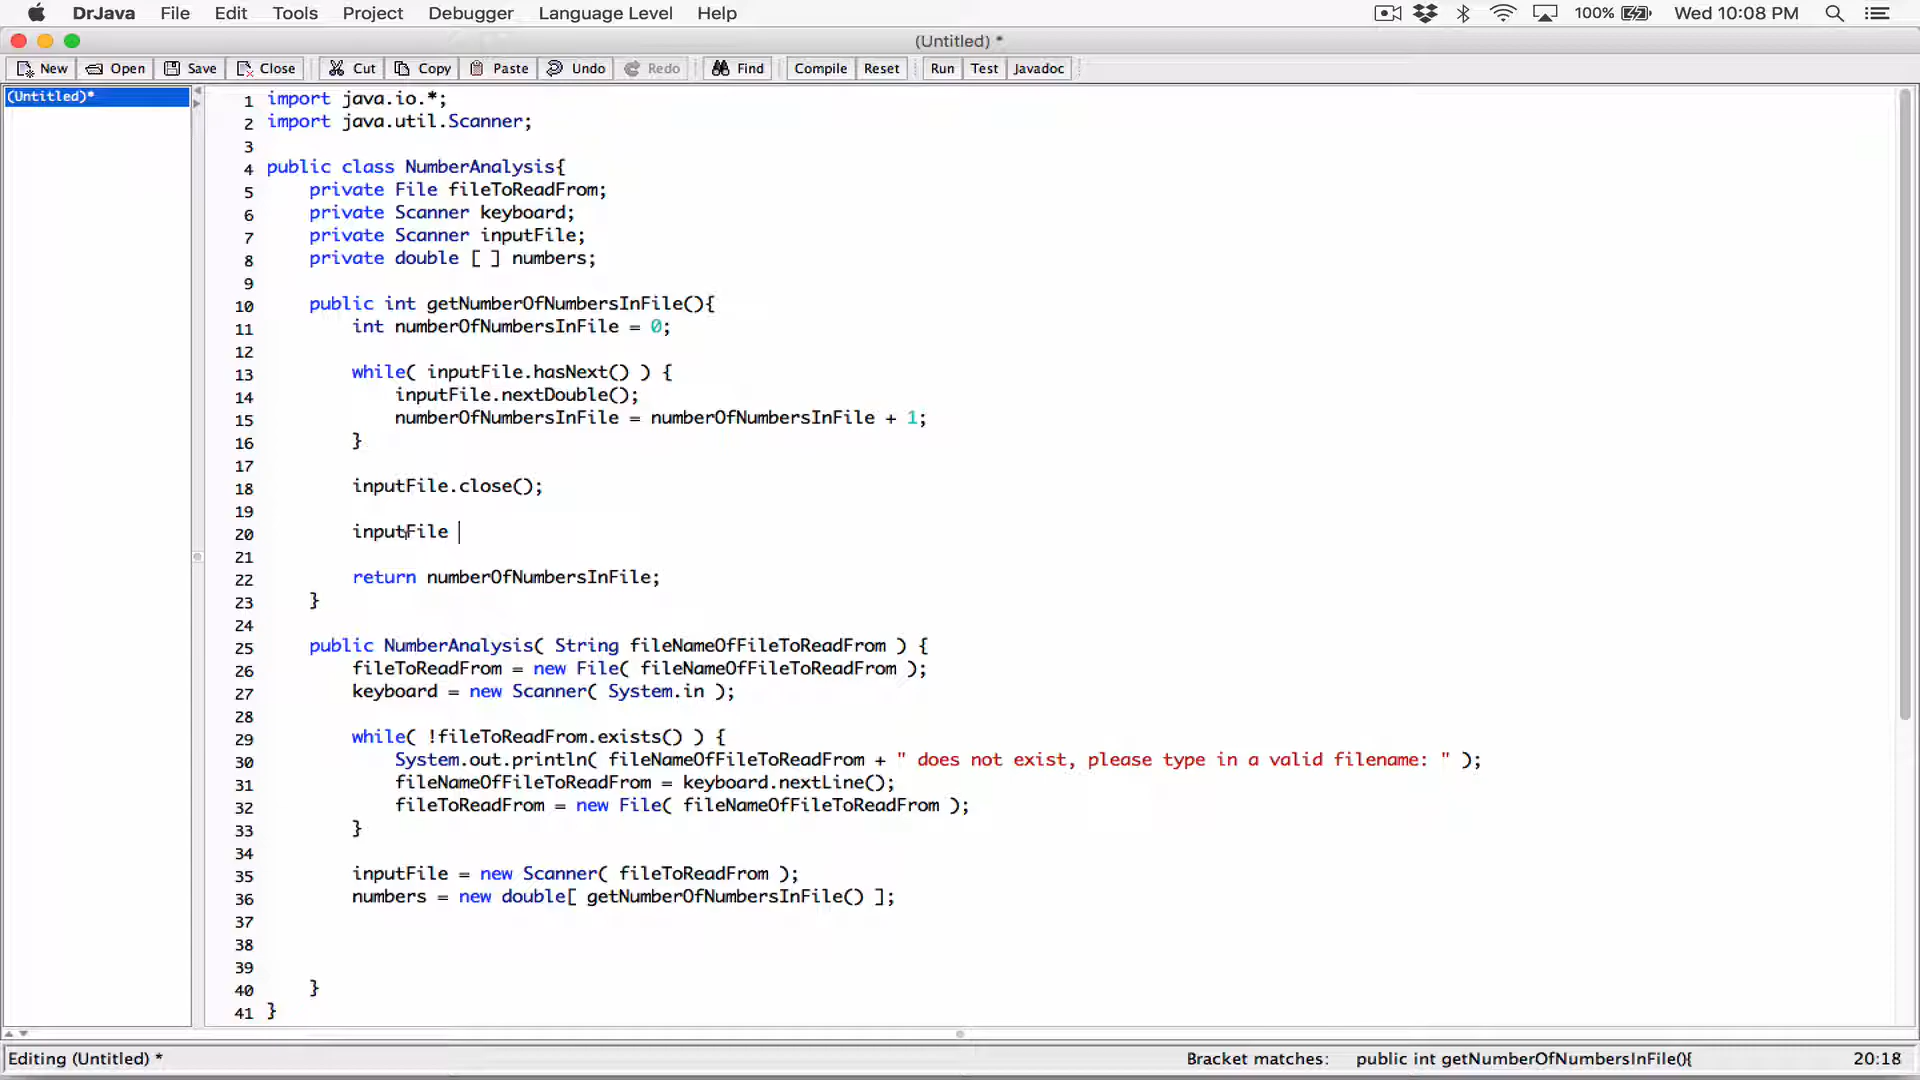 DrJava File Edit Tools Project Debugger Language Level Help 100% Wed 10:08 PM
(Untitled) *
New Open Save Close Cut Copy Paste Undo Redo Find Compile Reset Run Test Javadoc
(Untitled)*
1 import java.io.*;
2 import java.util.Scanner;
3
4 public class NumberAnalysis{
5 private File fileToReadFrom;
6 private Scanner keyboard;
7 private Scanner inputFile;
8 private double [ ] numbers;
9
10 public int getNumberOfNumbersInFile(){
11 int numberOfNumbersInFile = 0;
12
13 while( inputFile.hasNext() ) {
14 inputFile.nextDouble();
15 numberOfNumbersInFile = numberOfNumbersInFile + 1;
16 }
17
18 inputFile.close();
19
20 inputFile
21
22 return numberOfNumbersInFile;
23 }
24
25 public NumberAnalysis( String fileNameOfFileToReadFrom ) {
26 fileToReadFrom = new File( fileNameOfFileToReadFrom );
27 keyboard = new Scanner( System.in );
28
29 while( !fileToReadFrom.exists() ) {
30 System.out.println( fileNameOfFileToReadFrom + " does not exist, please type in a valid filename: " );
31 fileNameOfFileToReadFrom = keyboard.nextLine();
32 fileToReadFrom = new File( fileNameOfFileToReadFrom );
33 }
34
35 inputFile = new Scanner( fileToReadFrom );
36 numbers = new double[ getNumberOfNumbersInFile() ];
37
38
39
40 }
41 }
Editing (Untitled) * Bracket matches: public int getNumberOfNumbersInFile(){ 20:18